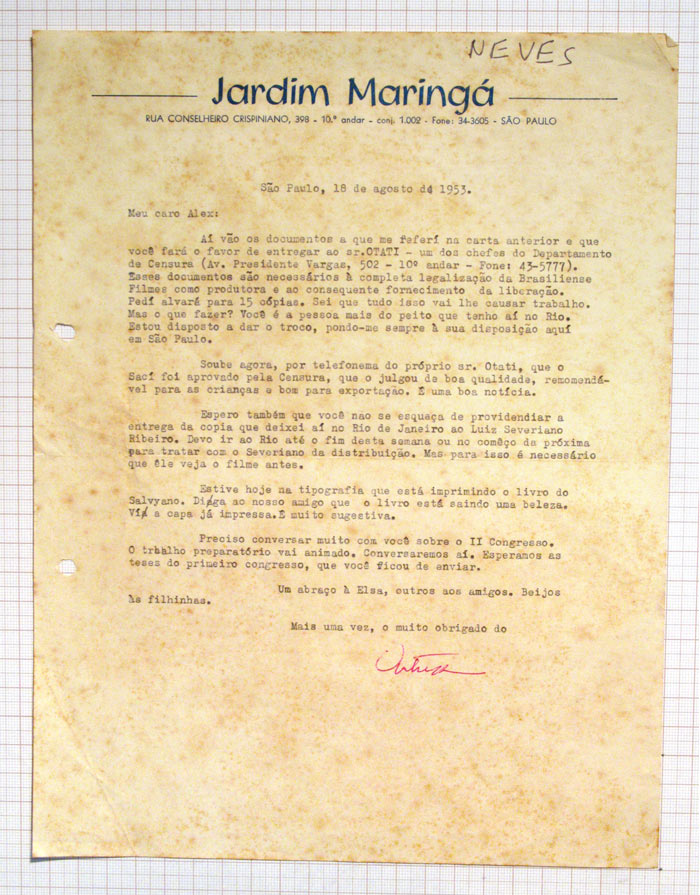 NEVES
Jardim Maringá
RUA CONSELHEIRO CRISPINIANO, 398 - 10.º andar - conj. 1.002 - Fone: 34-3605 - SÃO PAULO
São Paulo, 18 de agosto de 1953.
Meu caro Alex:
Aí vão os documentos a que me referí na carta anterior e que
você fará o favor de entregar ao sr.OTATI - um dos chefes do Departamento
de Censura (Av. Presidente Vargas, 502 - 10º andar - Fone: 43-5777).
Esses documentos são necessários à completa legalização da Brasiliense
Filmes como produtora e ao consequente fornecimento da liberação.
Pedí alvará para 15 cópias. Sei que tudo isso vai lhe causar trabalho.
Mas o que fazer? Você é a pessoa mais do peito que tenho aí no Rio.
Estou disposto a dar o troco, pondo-me sempre à sua disposição aquí
em São Paulo.
Soube agora, por telefonema do próprio sr. Otati, que o
Sací foi aprovado pela Censura, que o julgou de boa qualidade, remomendá-
vel para as crianças e bom para exportação. É uma boa notícia.
Espero também que você nao se esqueça de providendiar a
entrega da copia que deixei aí no Rio de Janeiro ao Luiz Severiano
Ribeiro. Devo ir ao Rio até o fim desta semana ou no comêço da próxima
para tratar com o Severiano da distribuição. Mas para isso é necessário
que êle veja o filme antes.
Estive hoje na tipografia que está imprimindo o livro do
Salvyano. Diga ao nosso amigo que o livro está saindo uma beleza.
Ví a capa já impressa.É muito sugestiva.
Preciso conversar muito com você sobre o II Congresso.
O trbalho preparatório vai animado. Conversaremos aí. Esperamos as
teses do primeiro congresso, que você ficou de enviar.
Um abraço à Elsa, outros aos amigos. Beijos
às filhinhas.
Mais uma vez, o muito obrigado do